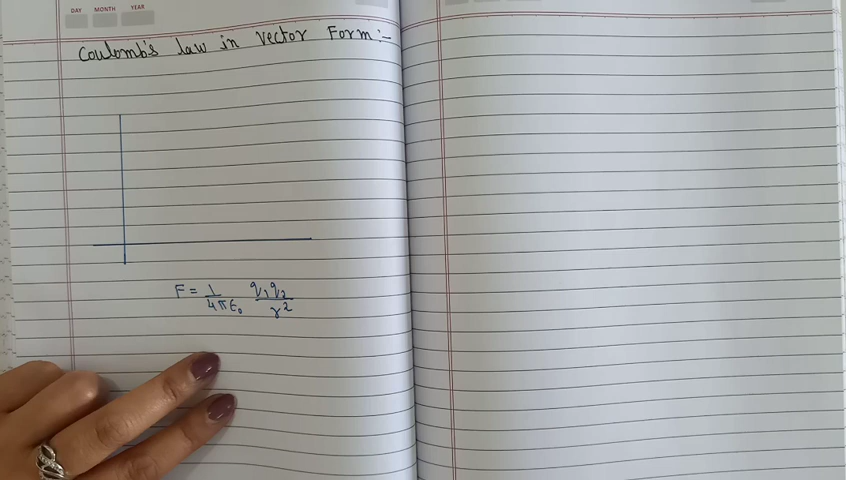 DAY MONTH YEAR
Coulomb's law in vector Form:-
F = 1/4πε₀ q₁q₂/r²